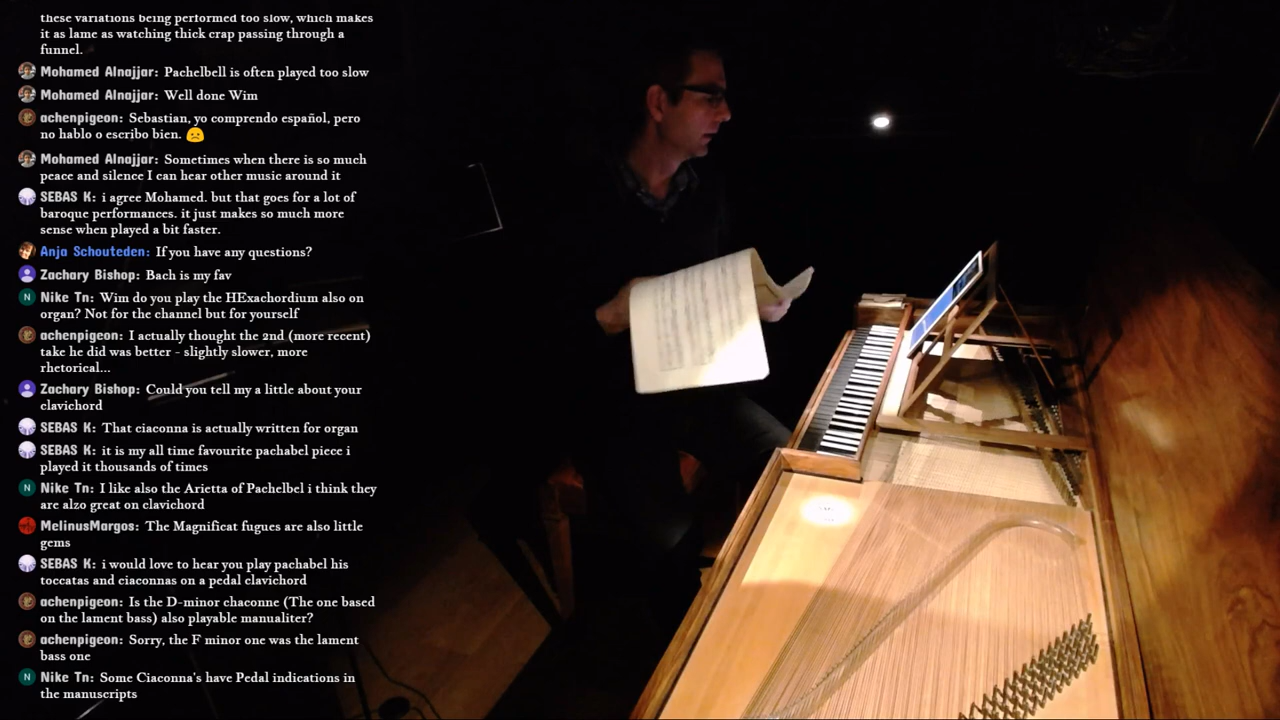 these variations being performed too slow, which makes
it as lame as watching thick crap passing through a
funnel.
Mohamed Alnajjar: Pachelbell is often played too slow
Mohamed Alnajjar: Well done Wim
achenpigeon: Sebastian, yo comprendo español, pero
no hablo o escribo bien. 🙁
Mohamed Alnajjar: Sometimes when there is so much
peace and silence I can hear other music around it
SEBAS K: i agree Mohamed. but that goes for a lot of
baroque performances. it just makes so much more
sense when played a bit faster.
Anja Schouteden: If you have any questions?
Zachary Bishop: Bach is my fav
N Nike Tn: Wim do you play the HExachordium also on
organ? Not for the channel but for yourself
achenpigeon: I actually thought the 2nd (more recent)
take he did was better - slightly slower, more
rhetorical...
Zachary Bishop: Could you tell my a little about your
clavichord
SEBAS K: That ciaconna is actually written for organ
SEBAS K: it is my all time favourite pachabel piece i
played it thousands of times
N Nike Tn: I like also the Arietta of Pachelbel i think they
are alzo great on clavichord
MelinusMargos: The Magnificat fugues are also little
gems
SEBAS K: i would love to hear you play pachabel his
toccatas and ciaconnas on a pedal clavichord
achenpigeon: Is the D-minor chaconne (The one based
on the lament bass) also playable manualiter?
achenpigeon: Sorry, the F minor one was the lament
bass one
N Nike Tn: Some Ciaconna's have Pedal indications in
the manuscripts